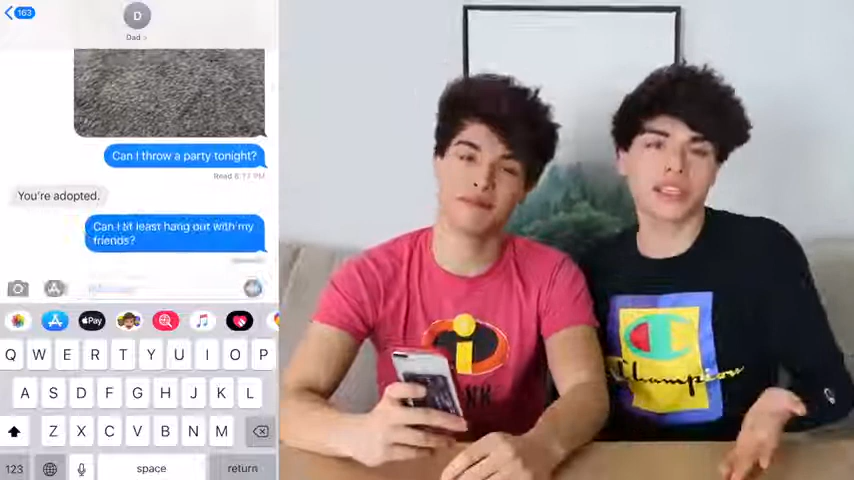 163
D
Dad
Can I throw a party tonight?
Read 6:17 PM
You're adopted.
Can I at least hang out with my
friends?
Pay
Q W E R T Y U I O P
A S D F G H J K L
Z X C V B N M
123
space
return
Champion